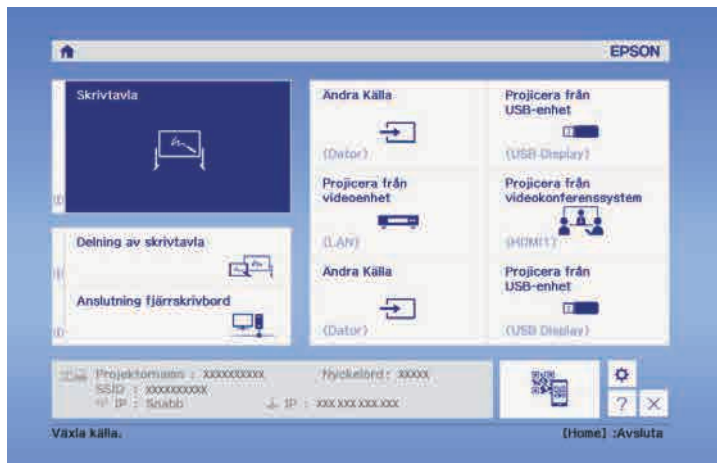 EPSON
Skrivtavla
Delning av skrivtavla
Anslutning fjärrskrivbord
Ändra Källa
(Dator)
Projicera från
USB-enhet
(USB Display)
Projicera från
videoenhet
(LAN)
Projicera från
videokonferenssystem
(HDMI1)
Ändra Källa
(Dator)
Projicera från
USB-enhet
(USB Display)
Projektornamn : XXXXXXXXXX Nyckelord : XXXXX
SSID : XXXXXXXXXX
IP : Snabb IP : XXX.XXX.XXX.XXX
?
Växla källa.
[Home] :Avsluta